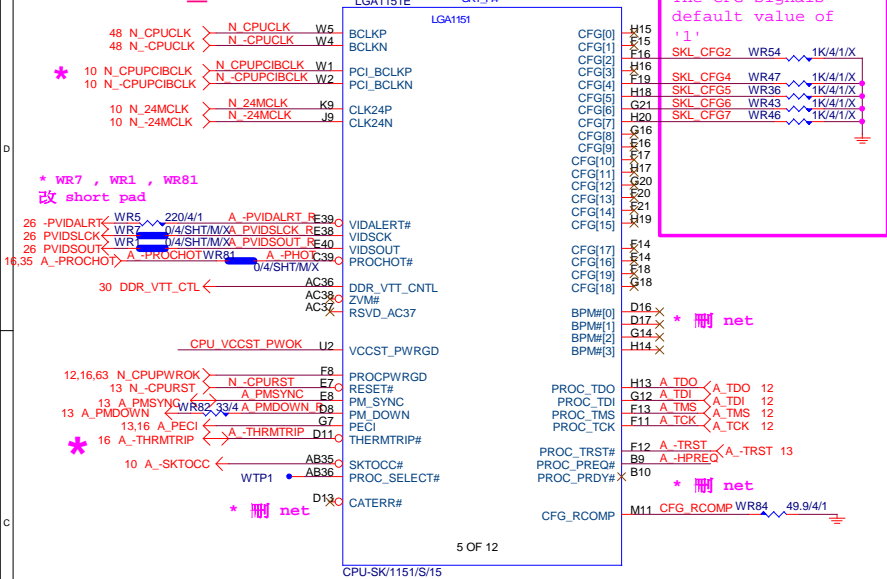 LGA1151E
LGA1151
The CFG signals
default value of
'1'
48 N_CPUCLK N_CPUCLK W5 BCLKP
48 N_-CPUCLK N_-CPUCLK W4 BCLKN
* 10 N_CPUPCIBCLK N_CPUPCIBCLK W1 PCI_BCLKP
10 N_-CPUPCIBCLK N_-CPUPCIBCLK W2 PCI_BCLKN
10 N_24MCLK N_24MCLK K9 CLK24P
10 N_-24MCLK N_-24MCLK J9 CLK24N
CFG[0] H15
CFG[1] F15
CFG[2] F16 SKL_CFG2 WR54 1K/4/1/X
CFG[3] H16
CFG[4] F19 SKL_CFG4 WR47 1K/4/1/X
CFG[5] H18 SKL_CFG5 WR36 1K/4/1/X
CFG[6] G21 SKL_CFG6 WR43 1K/4/1/X
CFG[7] H20 SKL_CFG7 WR46 1K/4/1/X
CFG[8] G16
CFG[9] E16
CFG[10] F17
CFG[11] H17
CFG[12] G20
CFG[13] F20
CFG[14] F21
CFG[15] H19
CFG[17] F14
CFG[16] E14
CFG[19] F18
CFG[18] G18
D
* WR7 , WR1 , WR81
改 short pad
26 -PVIDALRT WR5 220/4/1 A_-PVIDALRT_R E39 VIDALERT#
26 PVIDSLCK WR7 0/4/SHT/M/X A_PVIDSLCK_R E38 VIDSCK
26 PVIDSOUT WR1 0/4/SHT/M/X A_PVIDSOUT_R E40 VIDSOUT
16,35 A_-PROCHOT A_-PROCHOT WR81 0/4/SHT/M/X A_-PHOT C39 PROCHOT#
30 DDR_VTT_CTL AC36 DDR_VTT_CNTL
AC38 ZVM#
AC37 RSVD_AC37
BPM#[0] D16
BPM#[1] D17
BPM#[2] G14
BPM#[3] H14
* 刪 net
CPU_VCCST_PWOK U2 VCCST_PWRGD
12,16,63 N_CPUPWROK F8 PROCPWRGD
13 N_-CPURST N_-CPURST E7 RESET#
13 A_PMSYNC A_PMSYNC E8 PM_SYNC
13 A_PMDOWN WR82 33/4 A_PMDOWN_R D8 PM_DOWN
13,16 A_PECI G7 PECI
* 16 A_-THRMTRIP A_-THRMTRIP D11 THERMTRIP#
10 A_-SKTOCC AB35 SKTOCC#
WTP1 AB36 PROC_SELECT#
D13 CATERR#
* 刪 net
PROC_TDO H13 A_TDO A_TDO 12
PROC_TDI G12 A_TDI A_TDI 12
PROC_TMS F13 A_TMS A_TMS 12
PROC_TCK F11 A_TCK A_TCK 12
PROC_TRST# F12 A_-TRST A_-TRST 13
PROC_PREQ# B9 A_-HPREQ
PROC_PRDY# B10
* 刪 net
CFG_RCOMP M11 CFG_RCOMP WR84 49.9/4/1
C
5 OF 12
CPU-SK/1151/S/15